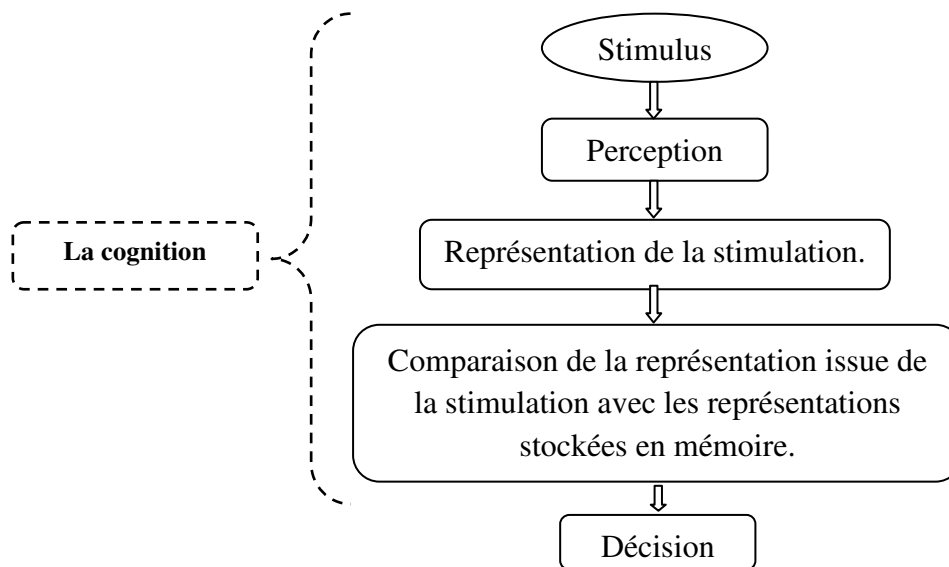 Stimulus
Perception
La cognition
Représentation de la stimulation.
Comparaison de la représentation issue de
la stimulation avec les représentations
stockées en mémoire.
Décision